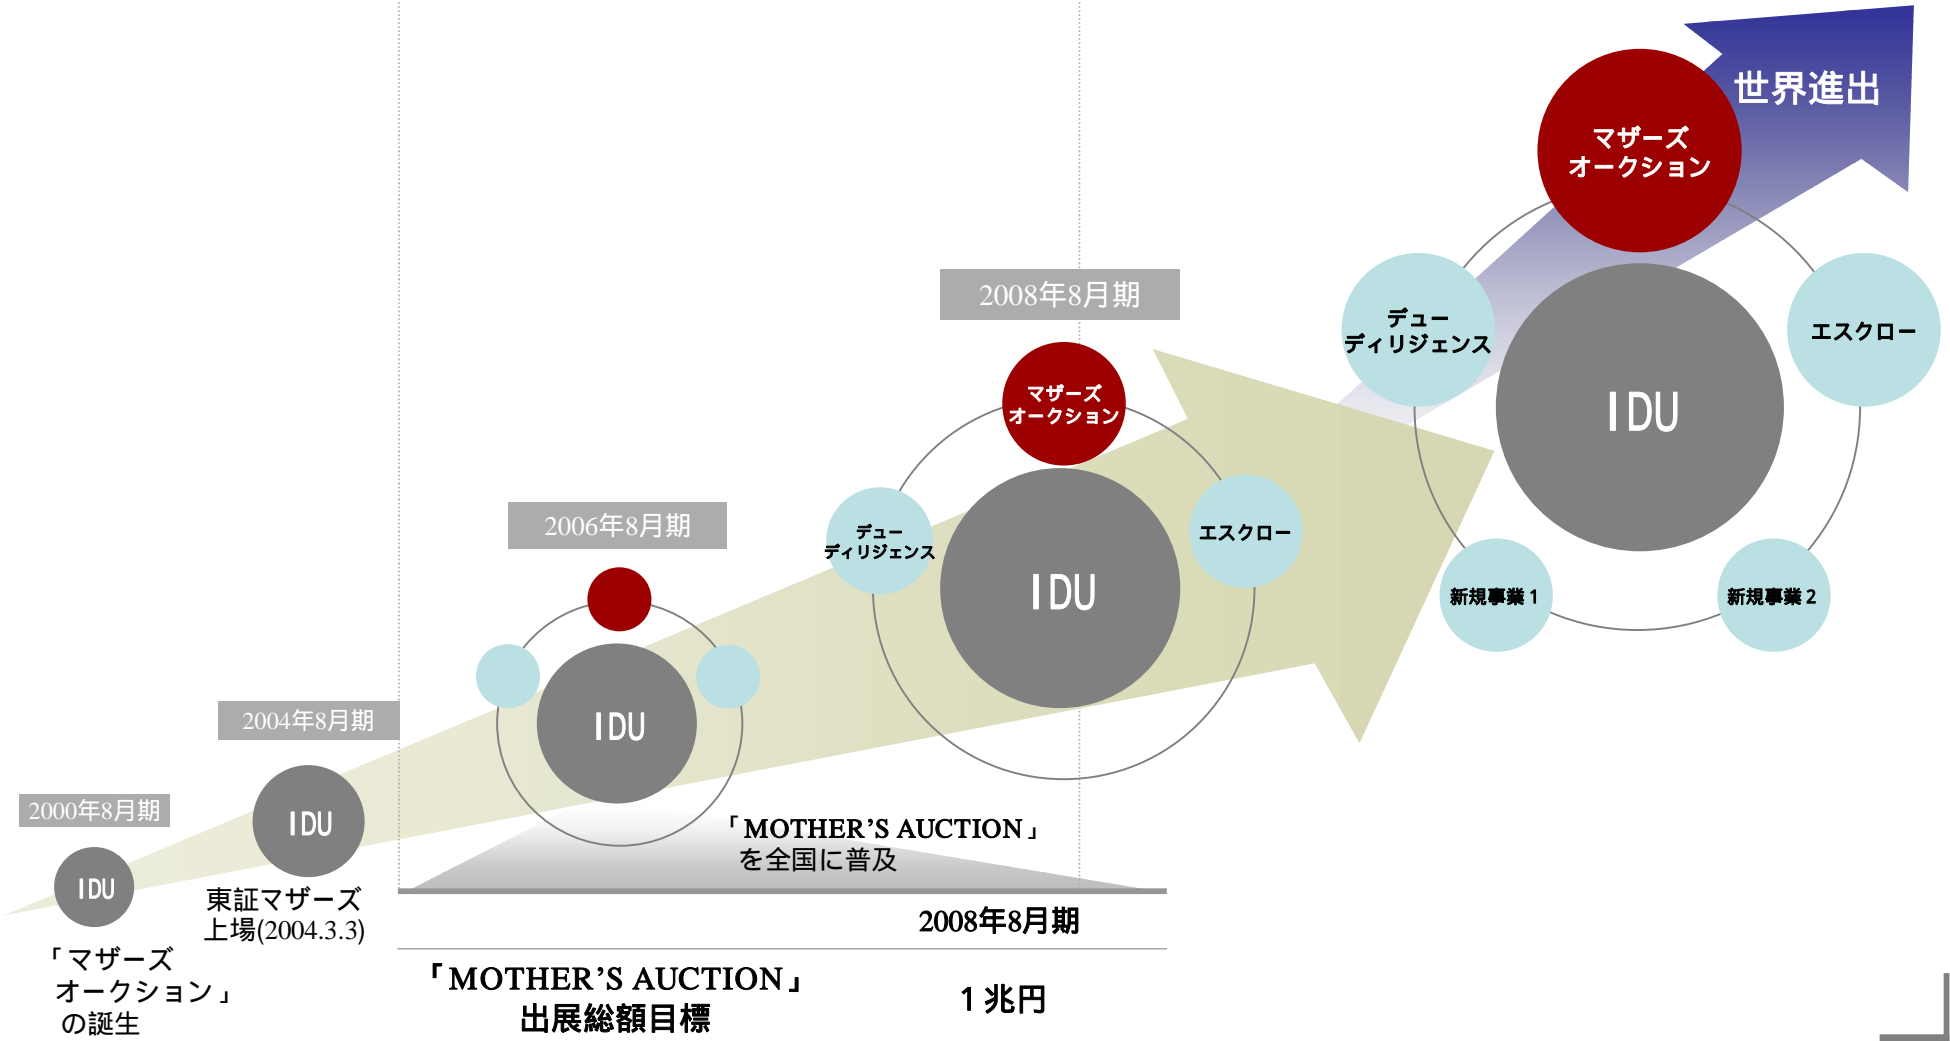 世界進出
マザーズ
オークション
デュー
ディリジェンス
エスクロー
IDU
新規事業1
新規事業2
2008年8月期
マザーズ
オークション
デュー
ディリジェンス
エスクロー
IDU
2006年8月期
IDU
2004年8月期
IDU
東証マザーズ
上場(2004.3.3)
2000年8月期
IDU
「マザーズ
オークション」
の誕生
「MOTHER’S AUCTION」
を全国に普及
2008年8月期
「MOTHER’S AUCTION」
出展総額目標
1兆円